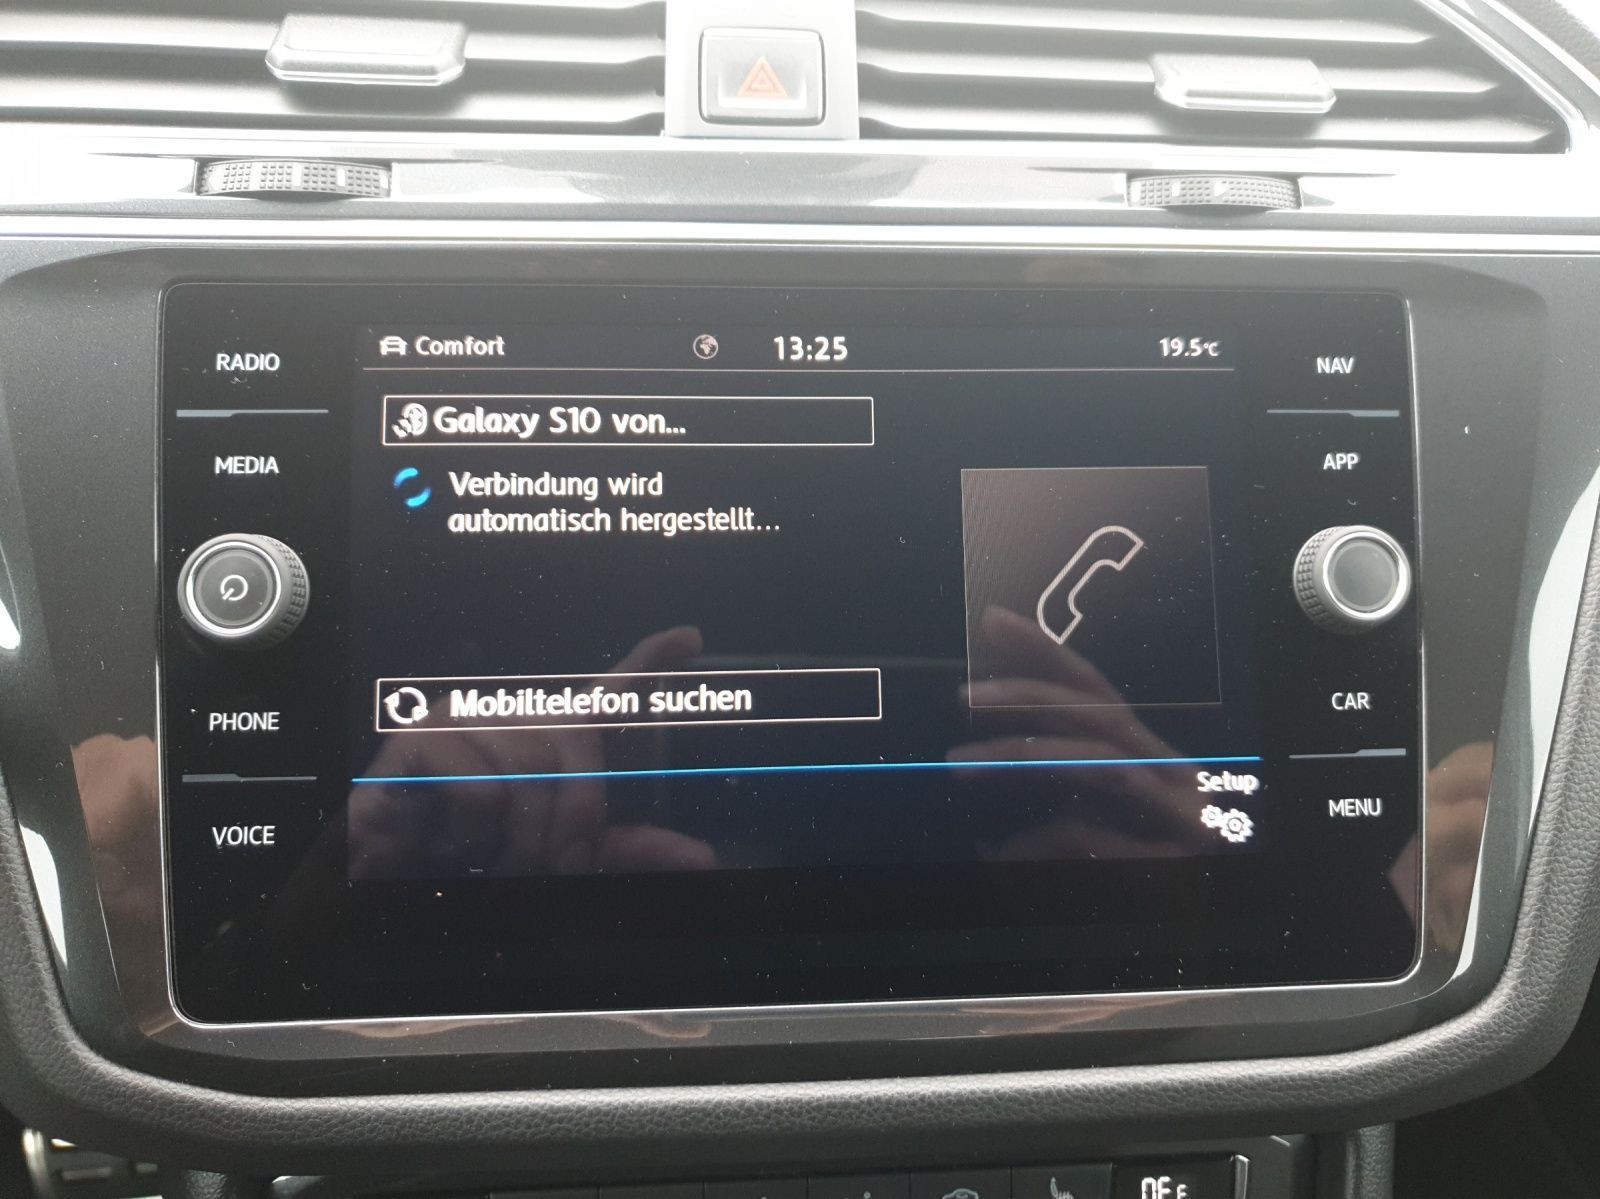 Comfort 13:25 19.5°C
RADIO
NAV
Galaxy S10 von...
MEDIA
APP
Verbindung wird
automatisch hergestellt...
Mobiltelefon suchen
PHONE
CAR
Setup
VOICE
MENU
OFF